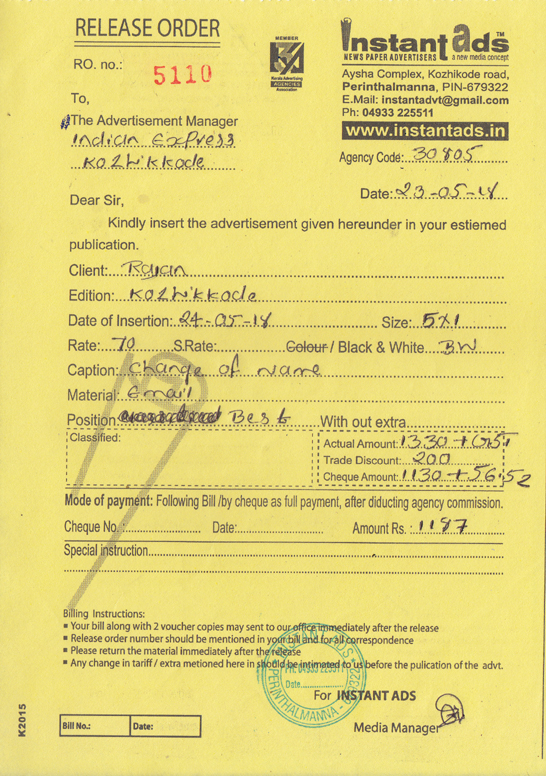 RELEASE ORDER
RO. no.: 5110
MEMBER
Kerala Advertising
AGENCIES
Association
instant ads™
NEWS PAPER ADVERTISERS a new media concept
Aysha Complex, Kozhikode road,
Perinthalmanna, PIN-679322
E.Mail: instantadvt@gmail.com
Ph: 04933 225511
www.instantads.in
To,
The Advertisement Manager
Indian Express
Kozhikkode
Agency Code: 30805
Date: 23-05-18
Dear Sir,
Kindly insert the advertisement given hereunder in your estiemed
publication.
Client: Rajan
Edition: Kozhikkode
Date of Insertion: 24-05-18 Size: 5x1
Rate: 70 S.Rate: Colour / Black & White BW
Caption: Change of Name
Material: Email
Position Best With out extra
Classified:
Actual Amount: 1330 +
Trade Discount: 200
Cheque Amount: 1130 + 56.52
Mode of payment: Following Bill /by cheque as full payment, after diducting agency commission.
Cheque No.: Date: Amount Rs.: 1187
Special instruction
Billing Instructions:
Your bill along with 2 voucher copies may sent to our office immediately after the release
Release order number should be mentioned in your bill and for all correspondence
Please return the material immediately after the release
Any change in tariff / extra metioned here in should be intimated to us before the pulication of the advt.
INSTANT ADS
Ph: 04933 225511
Date
PERINTHALMANNA - 679322
For INSTANT ADS
Media Manager
K2015
Bill No.: Date: